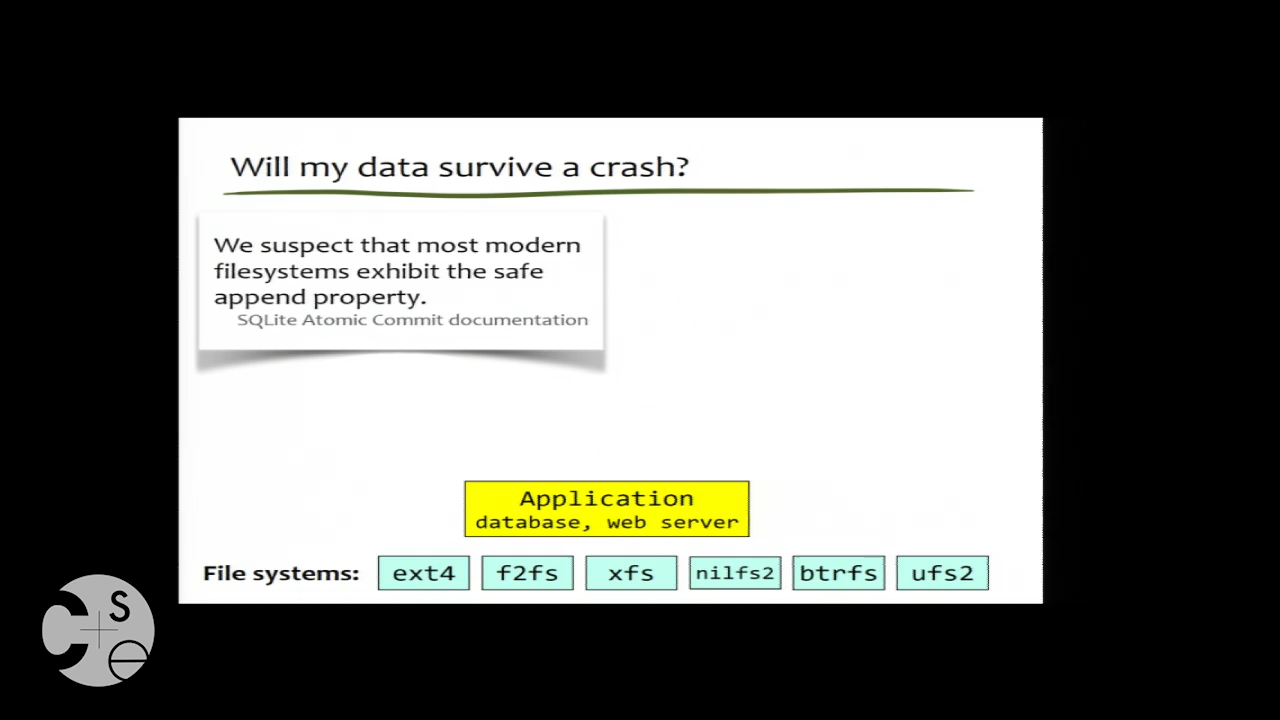 Will my data survive a crash?
We suspect that most modern
filesystems exhibit the safe
append property.
SQLite Atomic Commit documentation
Application
database, web server
File systems: ext4 f2fs xfs nilfs2 btrfs ufs2
C s e